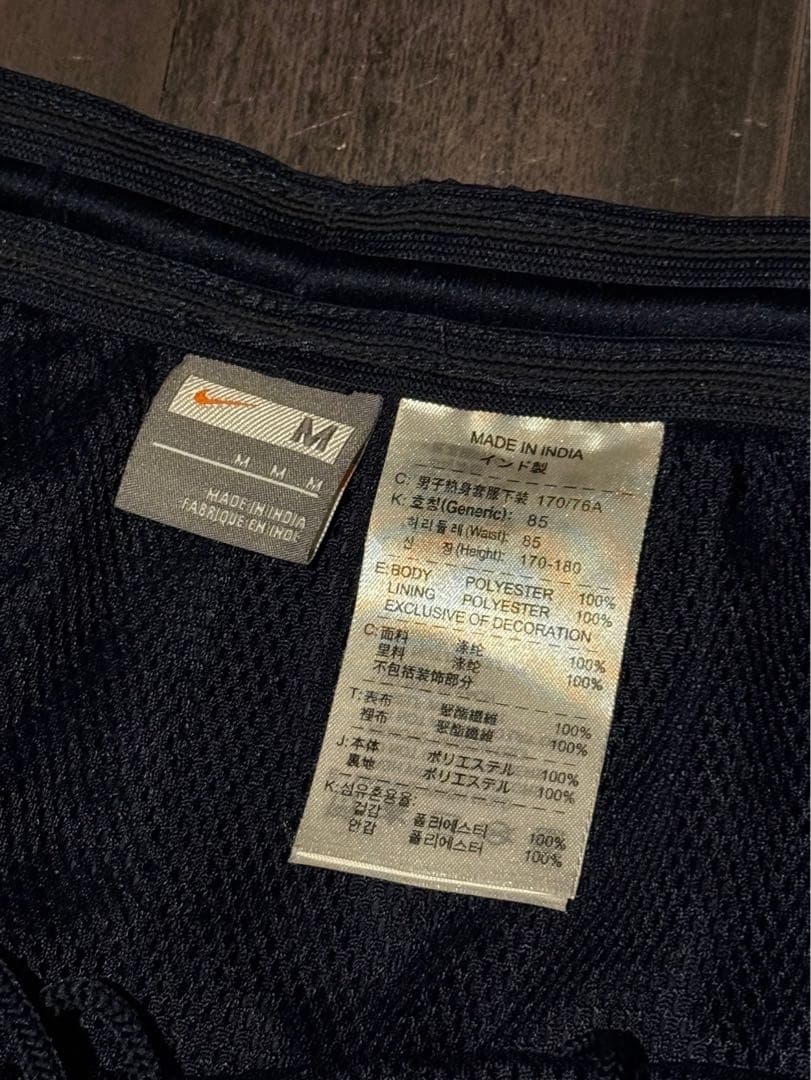 M
M M M
MADE IN INDIA
FABRIQUE EN INDE
MADE IN INDIA
インド製
C: 男子热身套服下装 170/76A
K: 호칭(Generic): 85
허리둘레(Waist): 85
신 장(Height): 170-180
E: BODY POLYESTER 100%
LINING POLYESTER 100%
EXCLUSIVE OF DECORATION
C: 面料 涤纶 100%
里料 涤纶 100%
不包括装饰部分
T: 表布 聚酯纖維 100%
裡布 聚酯纖維 100%
J: 本体 ポリエステル 100%
裏地 ポリエステル 100%
K: 섬유혼용율:
겉감 폴리에스터 100%
안감 폴리에스터 100%